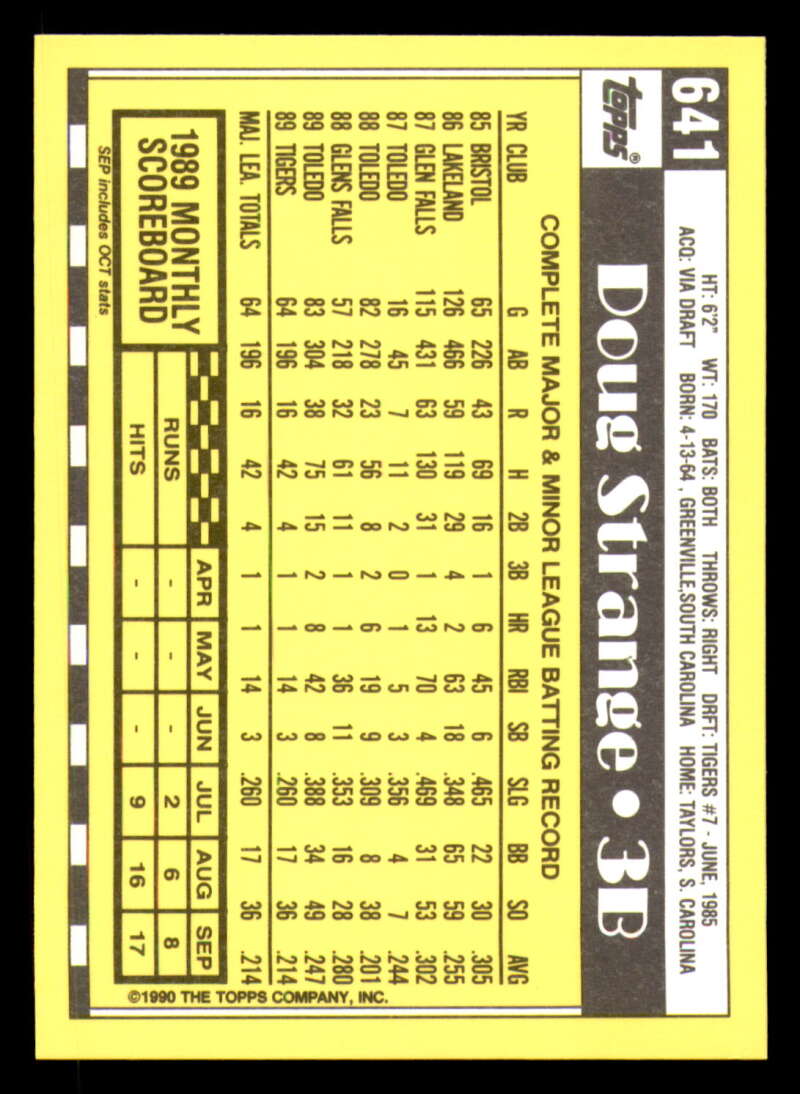 641
HT: 6'2" WT: 170 BATS: BOTH THROWS: RIGHT DRFT: TIGERS #7 - JUNE, 1985
ACQ: VIA DRAFT BORN: 4-13-64, GREENVILLE, SOUTH CAROLINA HOME: TAYLORS, S. CAROLINA
TOPPS®
Doug Strange • 3B
COMPLETE MAJOR & MINOR LEAGUE BATTING RECORD
YR CLUB G AB R H 2B 3B HR RBI SB SLG BB SO AVG
85 BRISTOL 65 226 43 69 16 1 6 45 6 .465 22 30 .305
86 LAKELAND 126 466 59 119 29 4 2 63 18 .348 65 59 .255
87 GLEN FALLS 115 431 63 130 31 1 13 70 4 .469 31 53 .302
87 TOLEDO 16 45 7 11 2 0 1 5 3 .356 4 7 .244
88 TOLEDO 82 278 23 56 8 2 6 19 9 .309 8 38 .201
88 GLENS FALLS 57 218 32 61 11 1 1 36 11 .353 16 28 .280
89 TOLEDO 83 304 38 75 15 2 8 42 8 .388 34 49 .247
89 TIGERS 64 196 16 42 4 1 1 14 3 .260 17 36 .214
MAJ. LEA. TOTALS 64 196 16 42 4 1 1 14 3 .260 17 36 .214
1989 MONTHLY
SCOREBOARD
SEP includes OCT stats
APR MAY JUN JUL AUG SEP
RUNS - - - 2 6 8
HITS - - - 9 16 17
©1990 THE TOPPS COMPANY, INC.